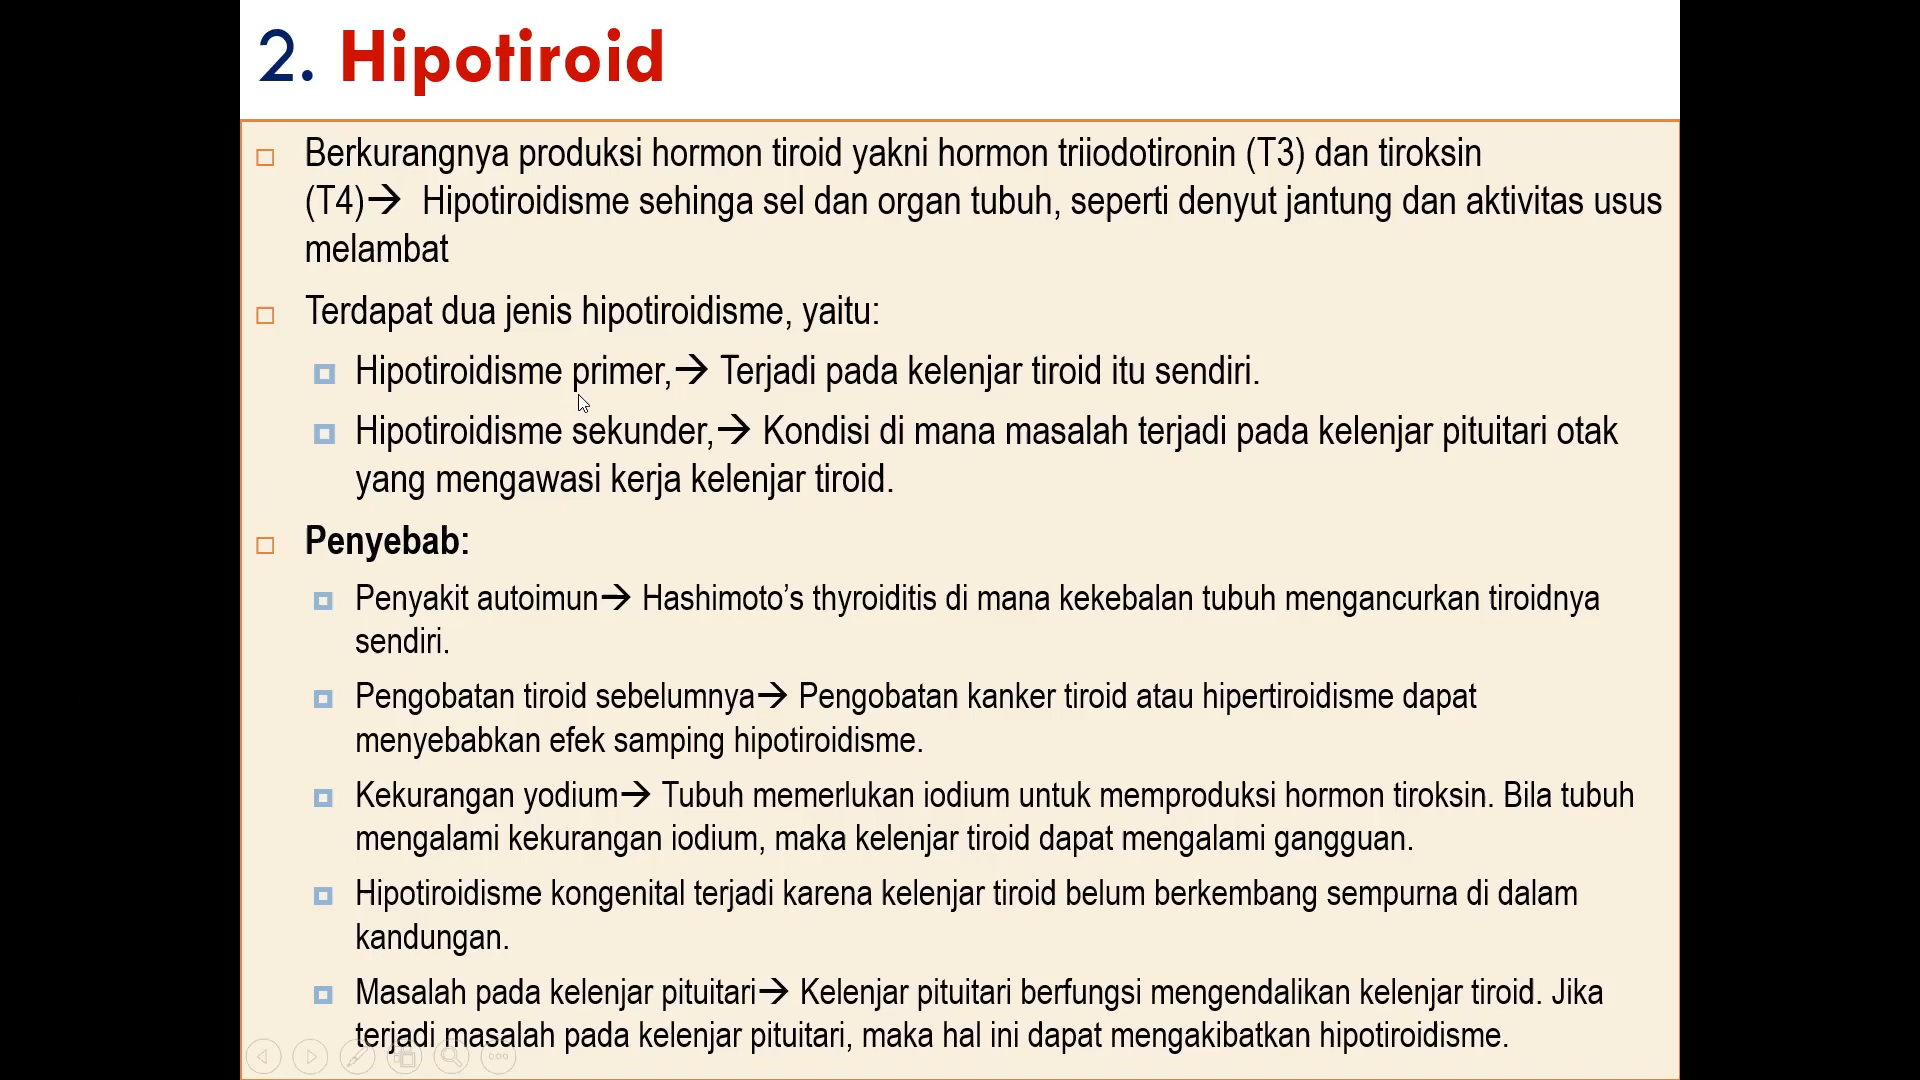 2. Hipotiroid
Berkurangnya produksi hormon tiroid yakni hormon triiodotironin (T3) dan tiroksin
(T4)→ Hipotiroidisme sehinga sel dan organ tubuh, seperti denyut jantung dan aktivitas usus
melambat
Terdapat dua jenis hipotiroidisme, yaitu:
Hipotiroidisme primer,→ Terjadi pada kelenjar tiroid itu sendiri.
Hipotiroidisme sekunder,→ Kondisi di mana masalah terjadi pada kelenjar pituitari otak
yang mengawasi kerja kelenjar tiroid.
Penyebab:
Penyakit autoimun→ Hashimoto’s thyroiditis di mana kekebalan tubuh mengancurkan tiroidnya
sendiri.
Pengobatan tiroid sebelumnya→ Pengobatan kanker tiroid atau hipertiroidisme dapat
menyebabkan efek samping hipotiroidisme.
Kekurangan yodium→ Tubuh memerlukan iodium untuk memproduksi hormon tiroksin. Bila tubuh
mengalami kekurangan iodium, maka kelenjar tiroid dapat mengalami gangguan.
Hipotiroidisme kongenital terjadi karena kelenjar tiroid belum berkembang sempurna di dalam
kandungan.
Masalah pada kelenjar pituitari→ Kelenjar pituitari berfungsi mengendalikan kelenjar tiroid. Jika
terjadi masalah pada kelenjar pituitari, maka hal ini dapat mengakibatkan hipotiroidisme.